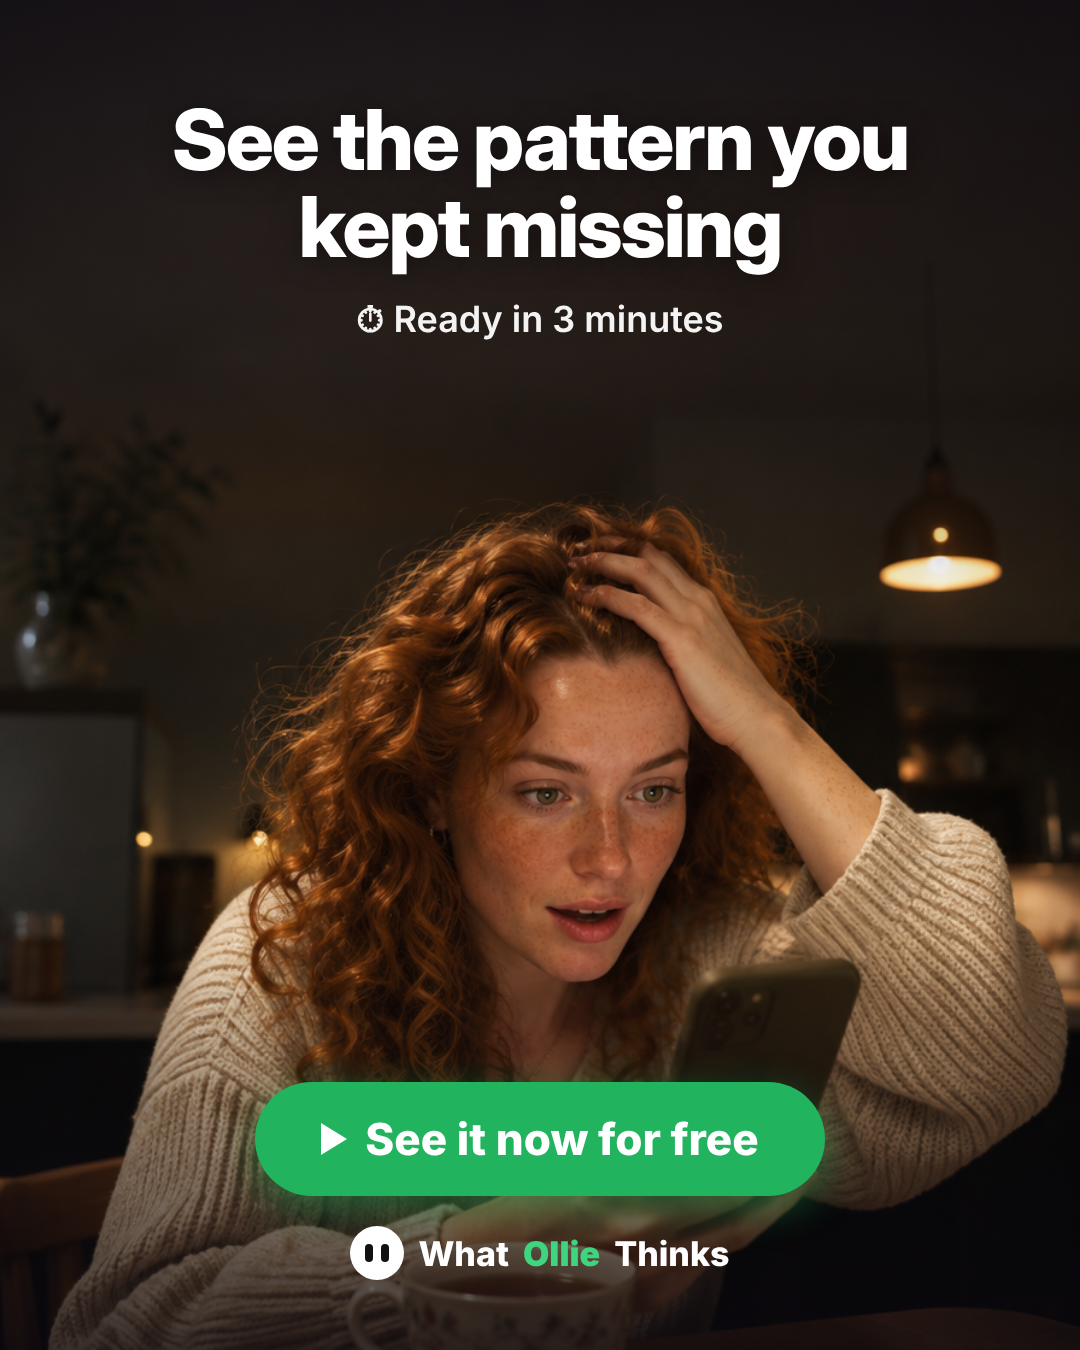 See the pattern you
kept missing
⏱ Ready in 3 minutes
▶ See it now for free
What Ollie Thinks